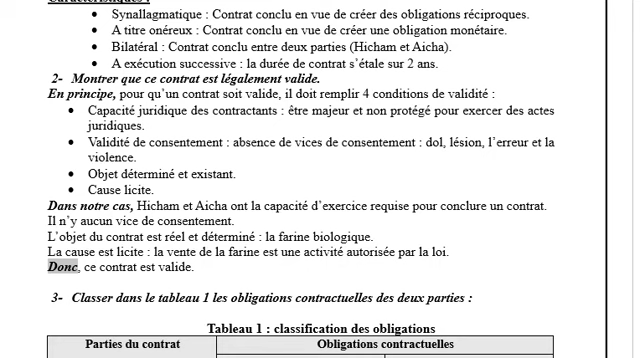 Caractéristiques :
• Synallagmatique : Contrat conclu en vue de créer des obligations réciproques.
• A titre onéreux : Contrat conclu en vue de créer une obligation monétaire.
• Bilatéral : Contrat conclu entre deux parties (Hicham et Aicha).
• A exécution successive : la durée de contrat s’étale sur 2 ans.
2- Montrer que ce contrat est légalement valide.
En principe, pour qu’un contrat soit valide, il doit remplir 4 conditions de validité :
• Capacité juridique des contractants : être majeur et non protégé pour exercer des actes
juridiques.
• Validité de consentement : absence de vices de consentement : dol, lésion, l’erreur et la
violence.
• Objet déterminé et existant.
• Cause licite.
Dans notre cas, Hicham et Aicha ont la capacité d’exercice requise pour conclure un contrat.
Il n’y aucun vice de consentement.
L’objet du contrat est réel et déterminé : la farine biologique.
La cause est licite : la vente de la farine est une activité autorisée par la loi.
Donc, ce contrat est valide.
3- Classer dans le tableau 1 les obligations contractuelles des deux parties :
Tableau 1 : classification des obligations
Parties du contrat
Obligations contractuelles